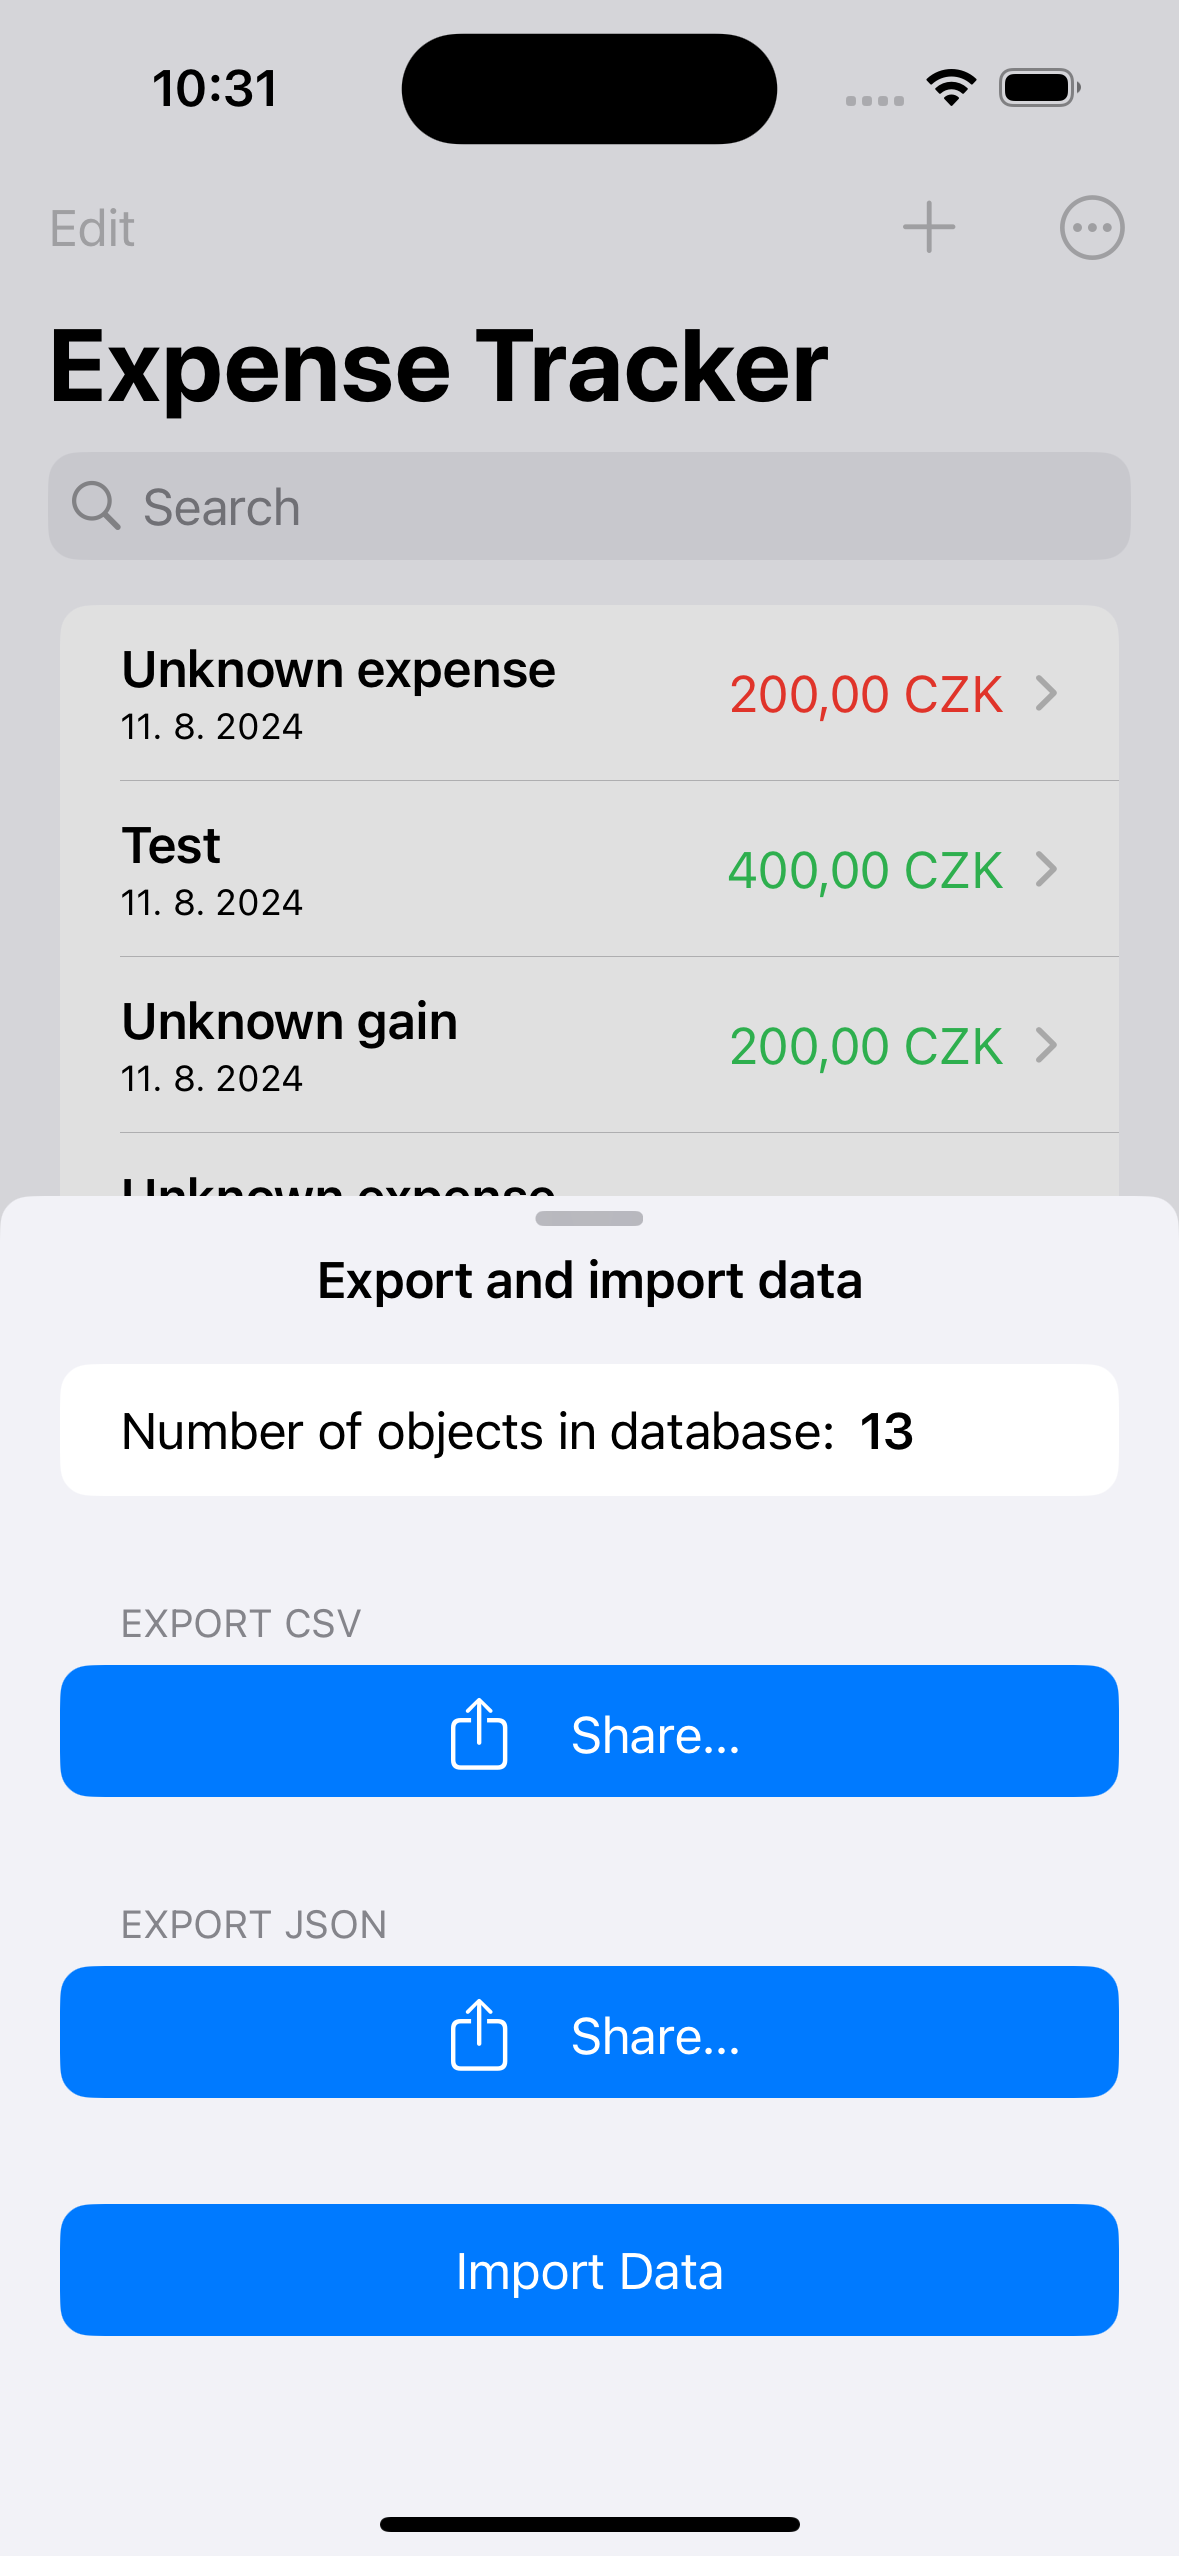 10:31
Edit
Expense Tracker
Search
Unknown expense
200,00 CZK
11. 8. 2024
Test
400,00 CZK
11. 8. 2024
Unknown gain
200,00 CZK
11. 8. 2024
Unknown expense
Export and import data
Number of objects in database: 13
EXPORT CSV
Share...
EXPORT JSON
Share...
Import Data